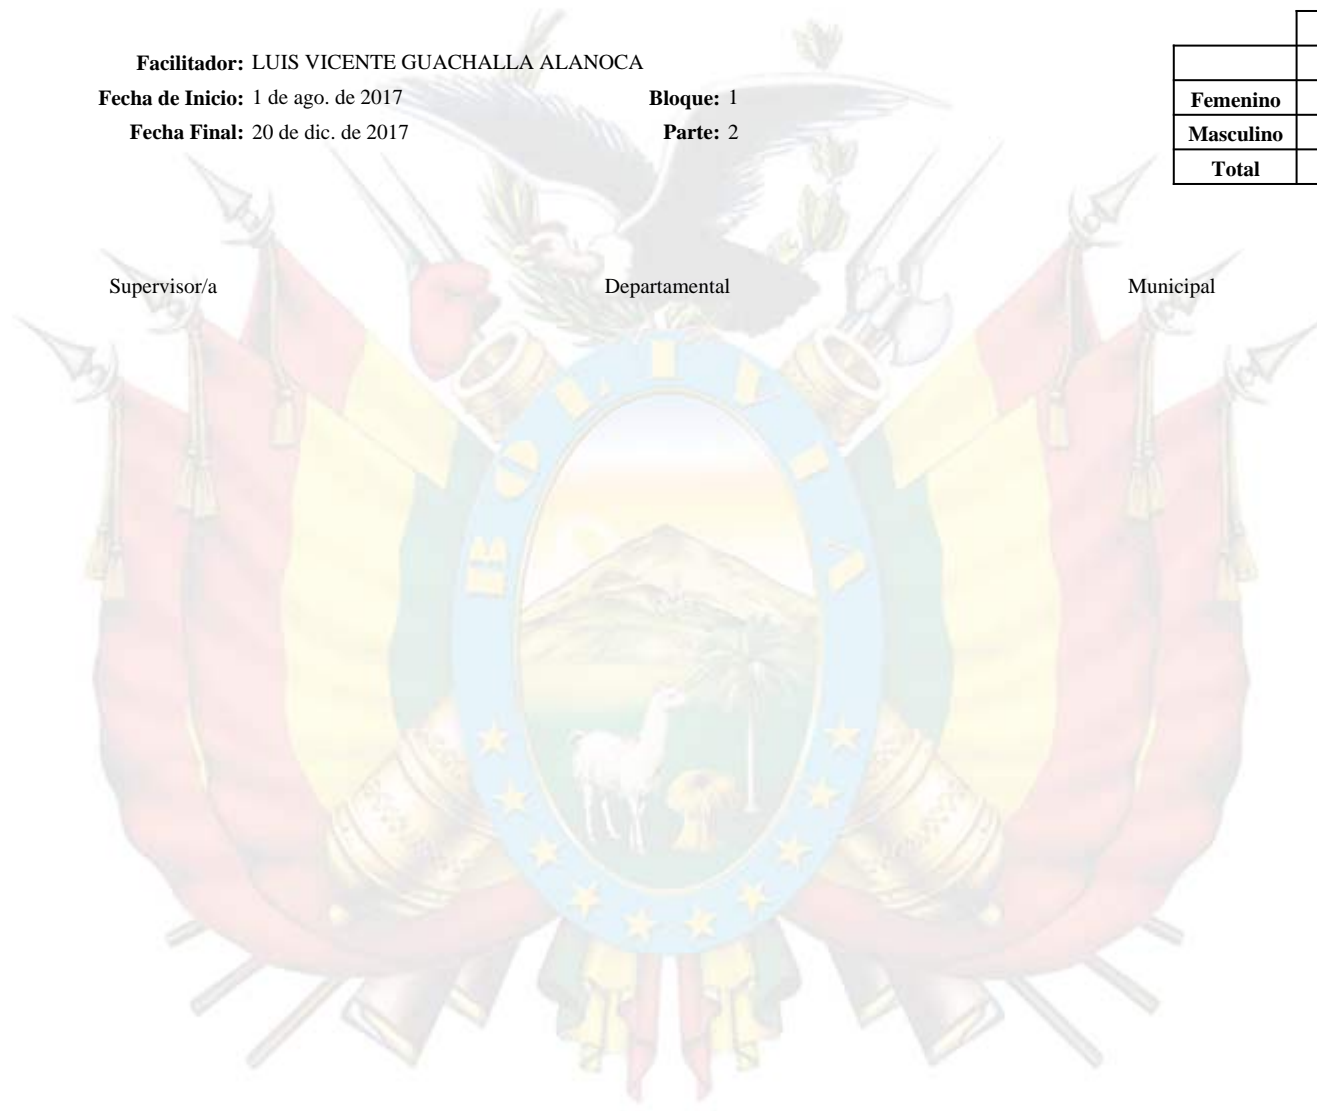 Facilitador: LUIS VICENTE GUACHALLA ALANOCA
Fecha de Inicio: 1 de ago. de 2017 Bloque: 1
Fecha Final: 20 de dic. de 2017 Parte: 2
Femenino
Masculino
Total
Supervisor/a Departamental Municipal
BOLIVIA